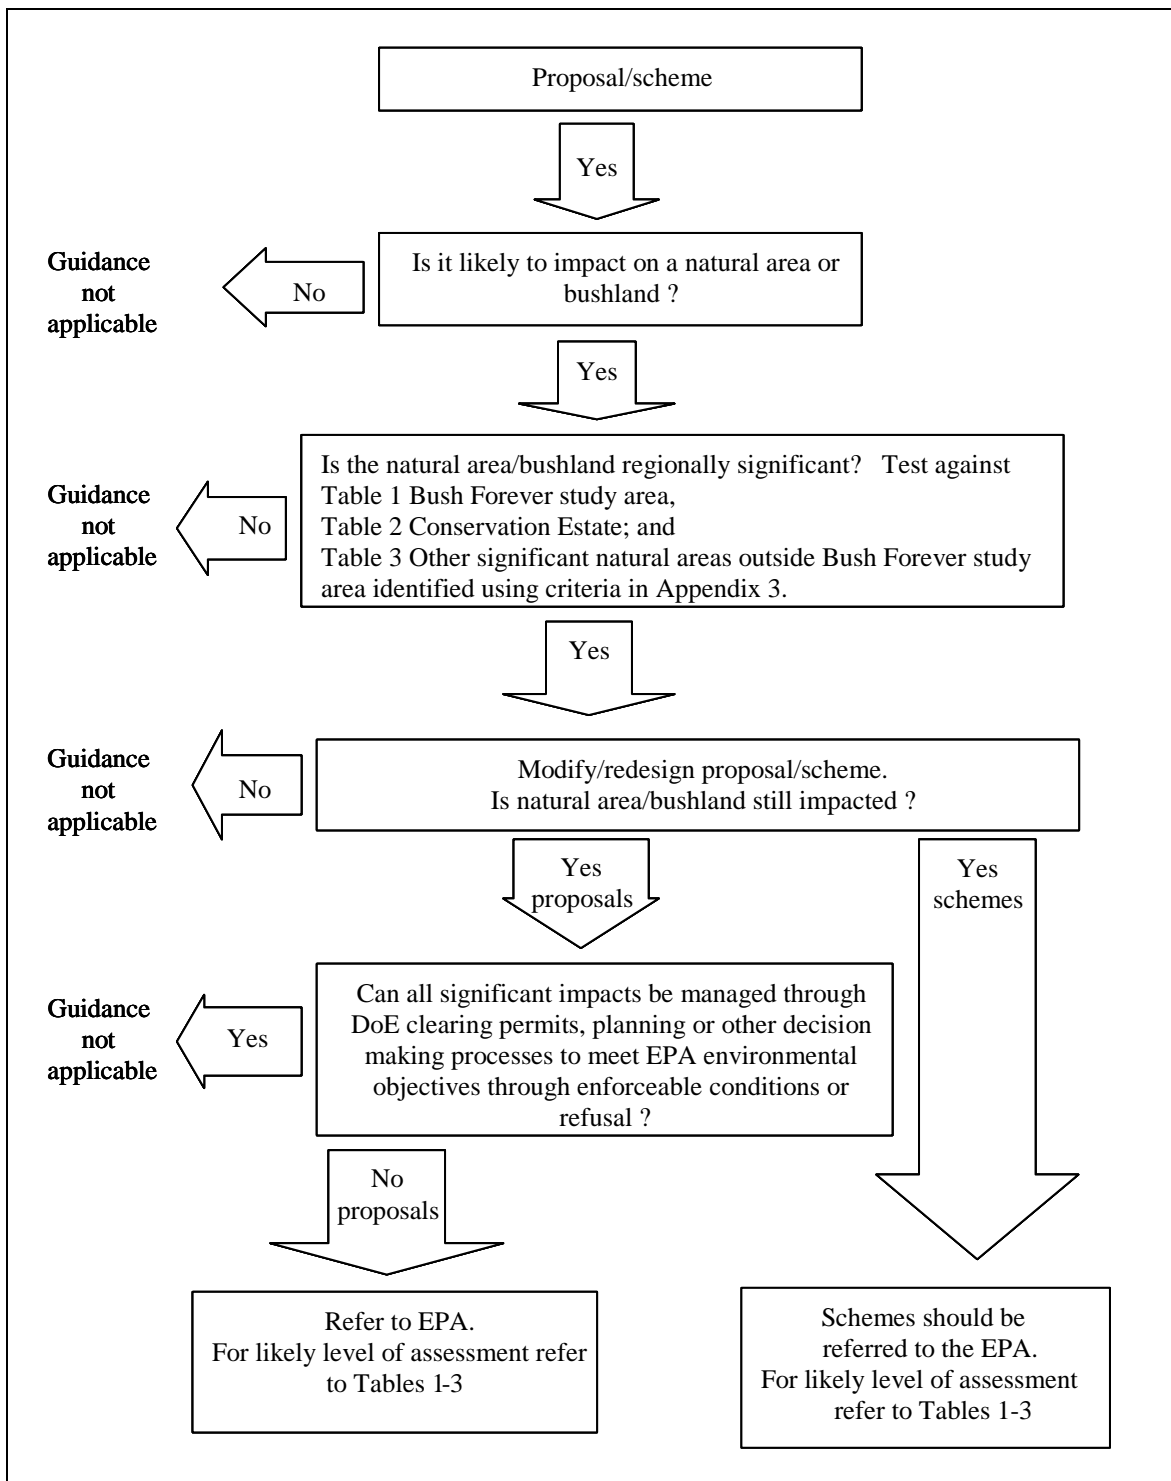 Proposal/scheme
Yes
Is it likely to impact on a natural area or
bushland ?
Guidance
not
applicable
No
Yes
Is the natural area/bushland regionally significant?   Test against
Table 1 Bush Forever study area,
Table 2 Conservation Estate; and
Table 3 Other significant natural areas outside Bush Forever study
area identified using criteria in Appendix 3.
Guidance
not
applicable
No
Yes
Modify/redesign proposal/scheme.
Is natural area/bushland still impacted ?
Guidance
not
applicable
No
Yes
proposals
Yes
schemes
Can all significant impacts be managed through
DoE clearing permits, planning or other decision
making processes to meet EPA environmental
objectives through enforceable conditions or
refusal ?
Guidance
not
applicable
Yes
No
proposals
Refer to EPA.
For likely level of assessment refer
to Tables 1-3
Schemes should be
referred to the EPA.
For likely level of assessment
refer to Tables 1-3